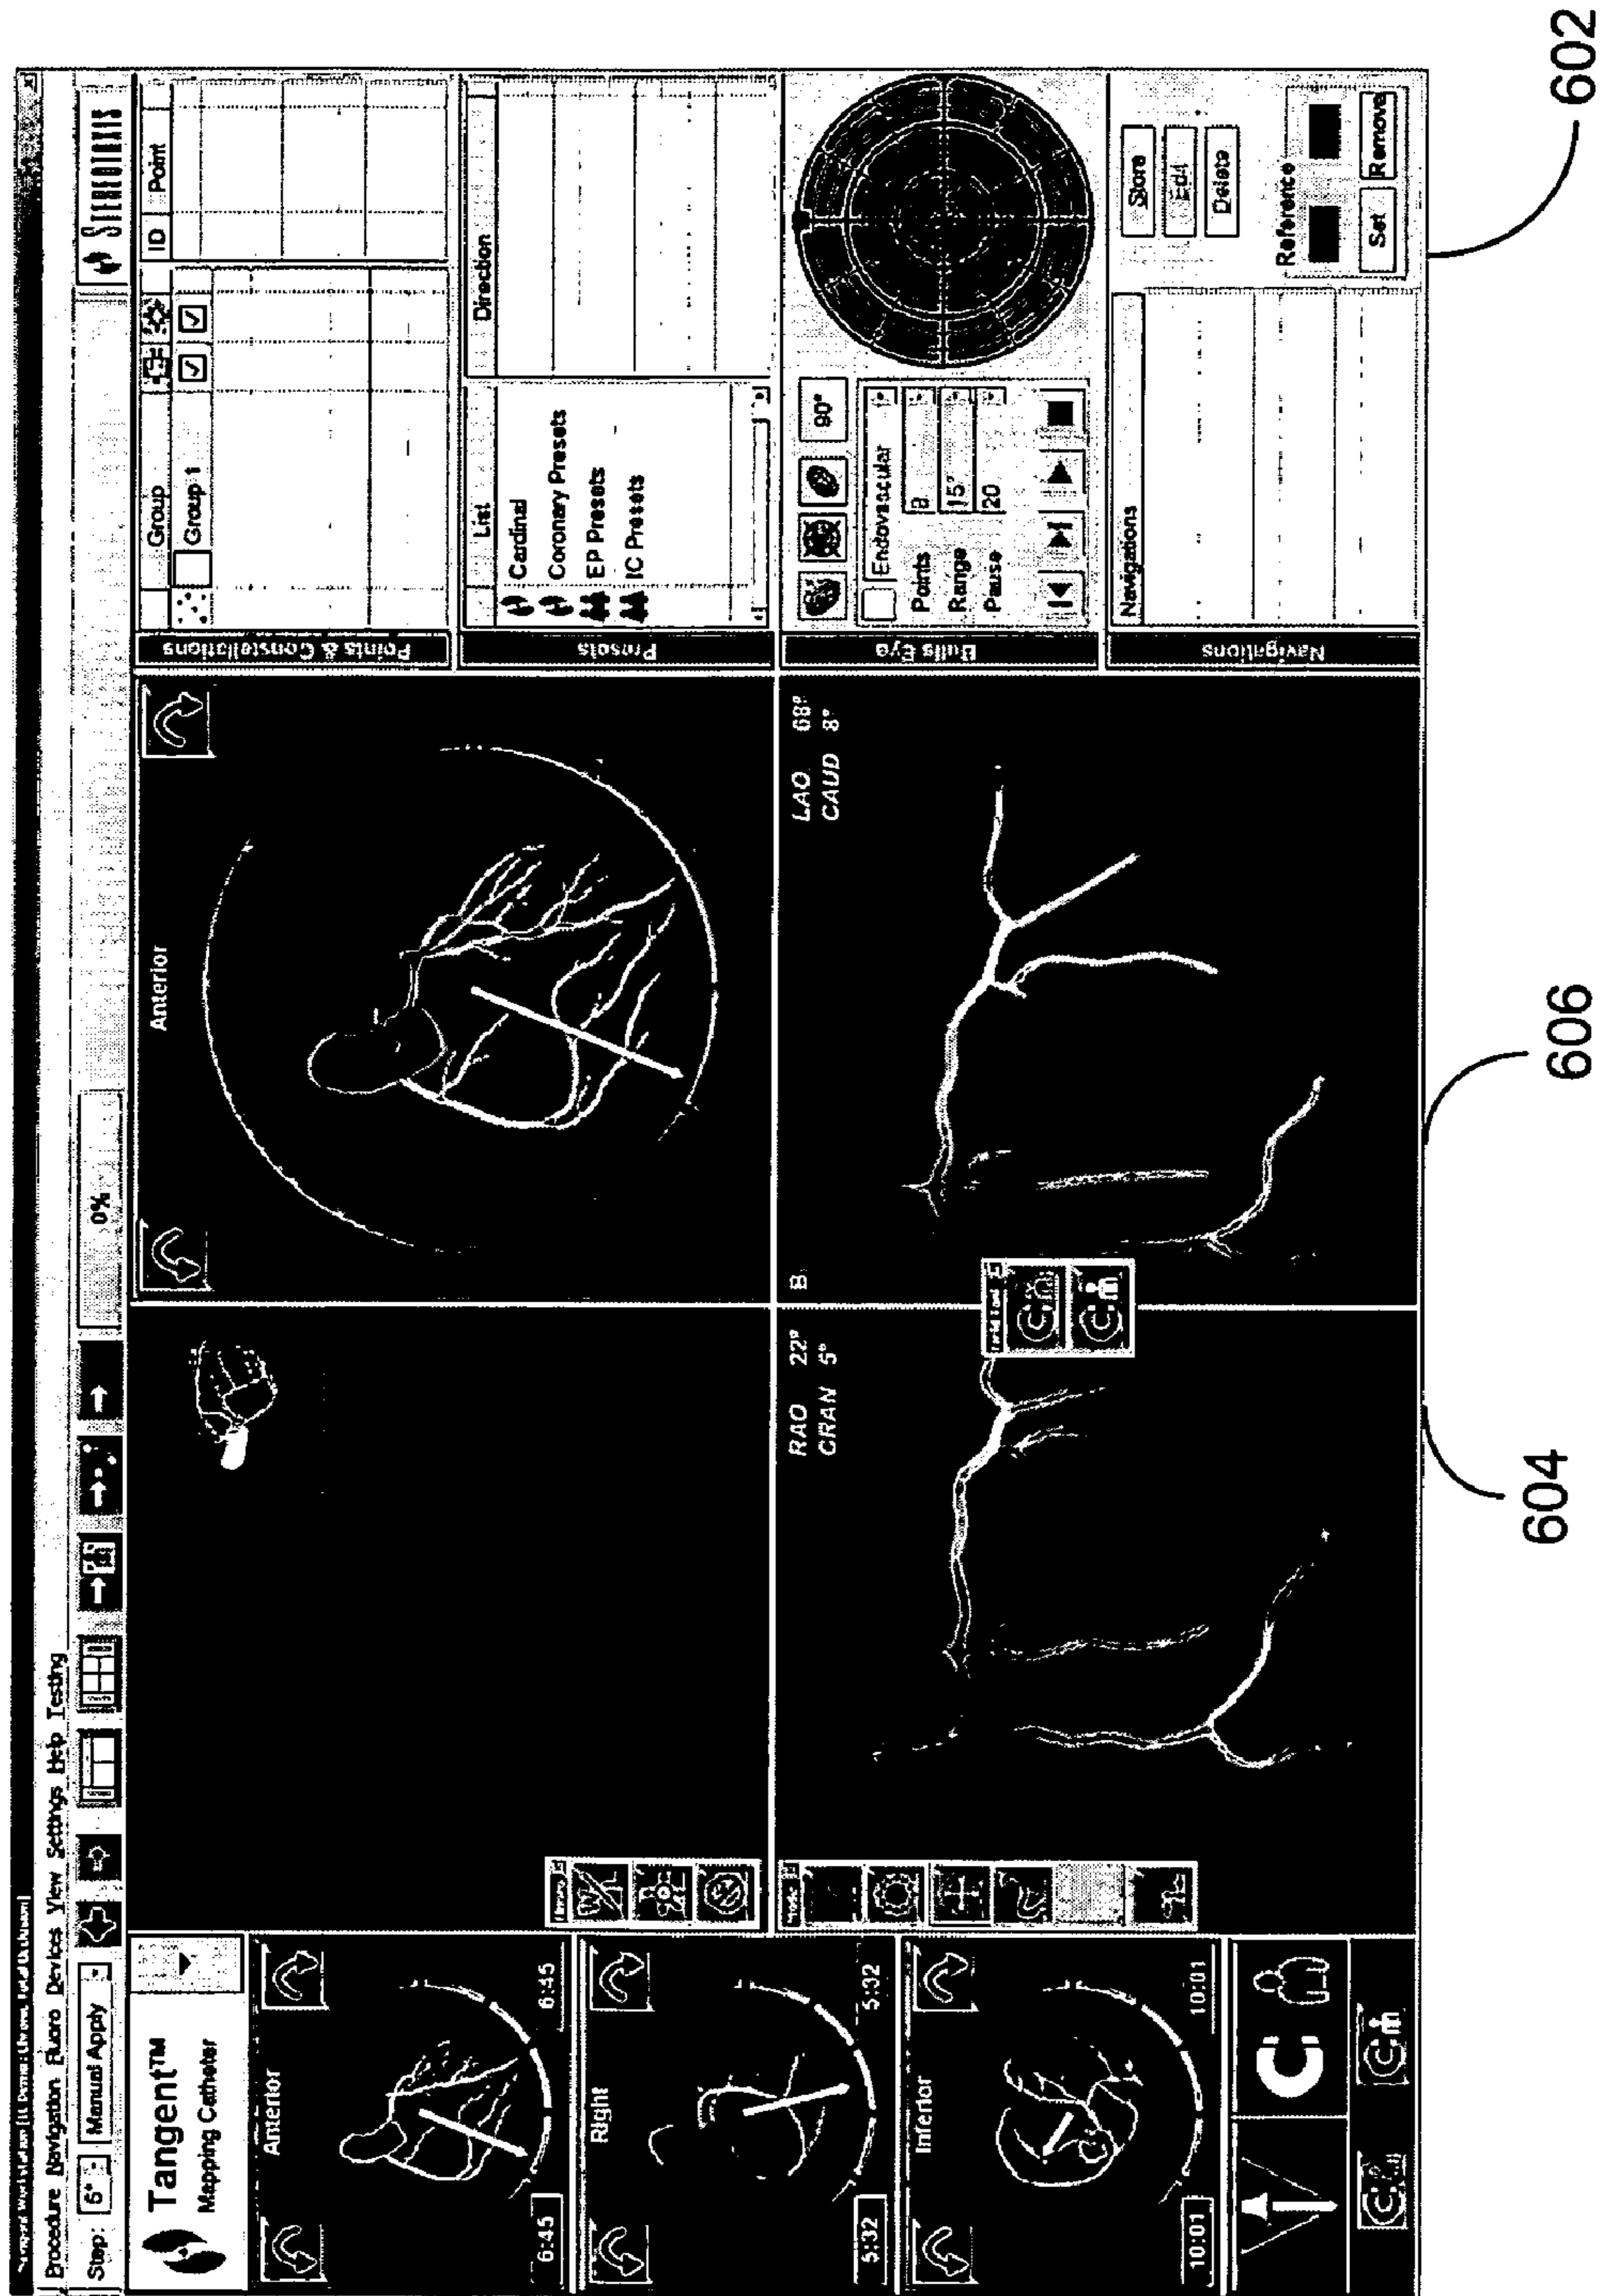 Procedure Navigation Fluoro Devices View Settings Help Testing
Step: 6° Manual Apply 0% STEREOTAXIS
Tangent™
Mapping Catheter
Anterior
6:45 6:45
Right
5:32 5:32
Inferior
10:01 10:01
Anterior
RAO 22°
CRAN 5°
B
LAO 68°
CAUD 8°
Points & Constellations
Group ID Point
Group 1
Presets
List Direction
Cardinal
Coronary Presets
EP Presets
IC Presets
Bulls Eye
90°
Endovascular
Points 8
Range 15°
Pause 20
Navigations
Navigations
Store
Edit
Delete
Reference
Set Remove
602
604
606